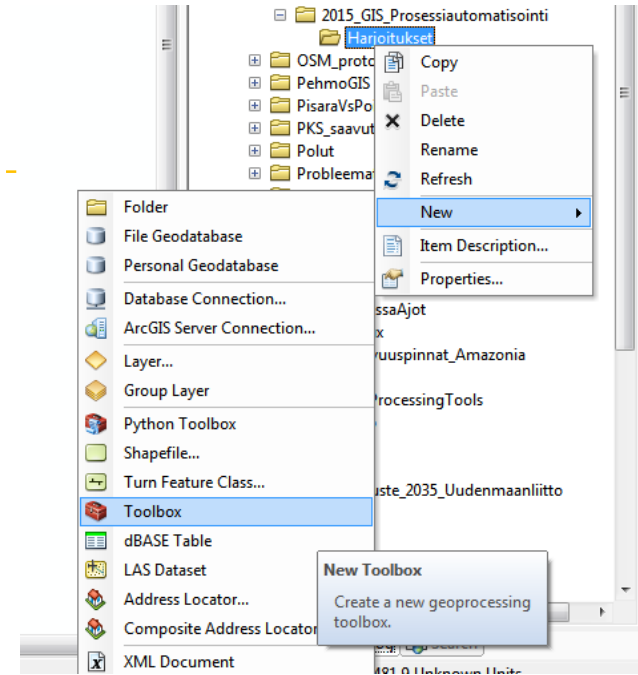 2015_GIS_Prosessiautomatisointi
Harjoitukset
OSM_proto
PehmoGIS
PisaraVsPo
PKS_saavut
Polut
Probleema
Copy
Paste
Delete
Rename
Refresh
New
Item Description...
Properties...
Folder
File Geodatabase
Personal Geodatabase
Database Connection...
ArcGIS Server Connection...
Layer...
Group Layer
Python Toolbox
Shapefile...
Turn Feature Class...
Toolbox
dBASE Table
LAS Dataset
Address Locator...
Composite Address Locator
XML Document
ssaAjot
x
uuspinnat_Amazonia
rocessingTools
uste_2035_Uudenmaanliitto
New Toolbox
Create a new geoprocessing
toolbox.
Search
481,9 Unknown Units